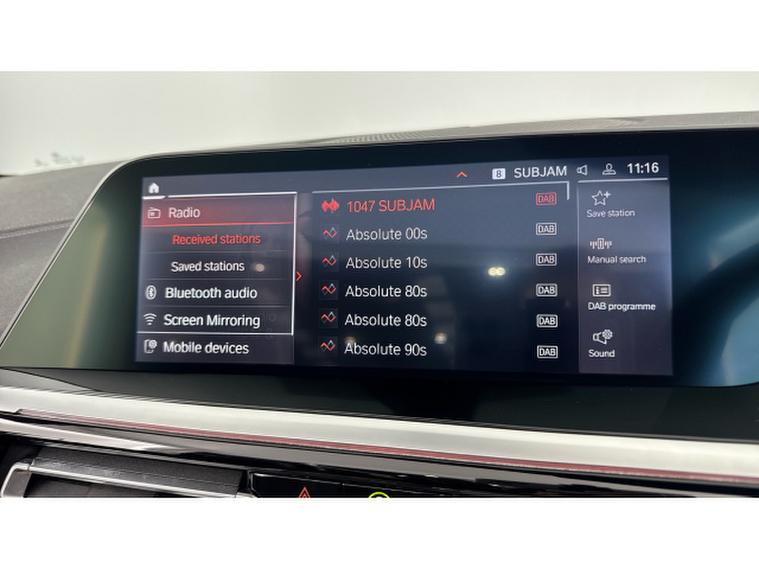 8 SUBJAM 11:16
Radio
Received stations
Saved stations
Bluetooth audio
Screen Mirroring
Mobile devices
1047 SUBJAM DAB
Absolute 00s DAB
Absolute 10s DAB
Absolute 80s DAB
Absolute 80s DAB
Absolute 90s DAB
Save station
Manual search
DAB programme
Sound